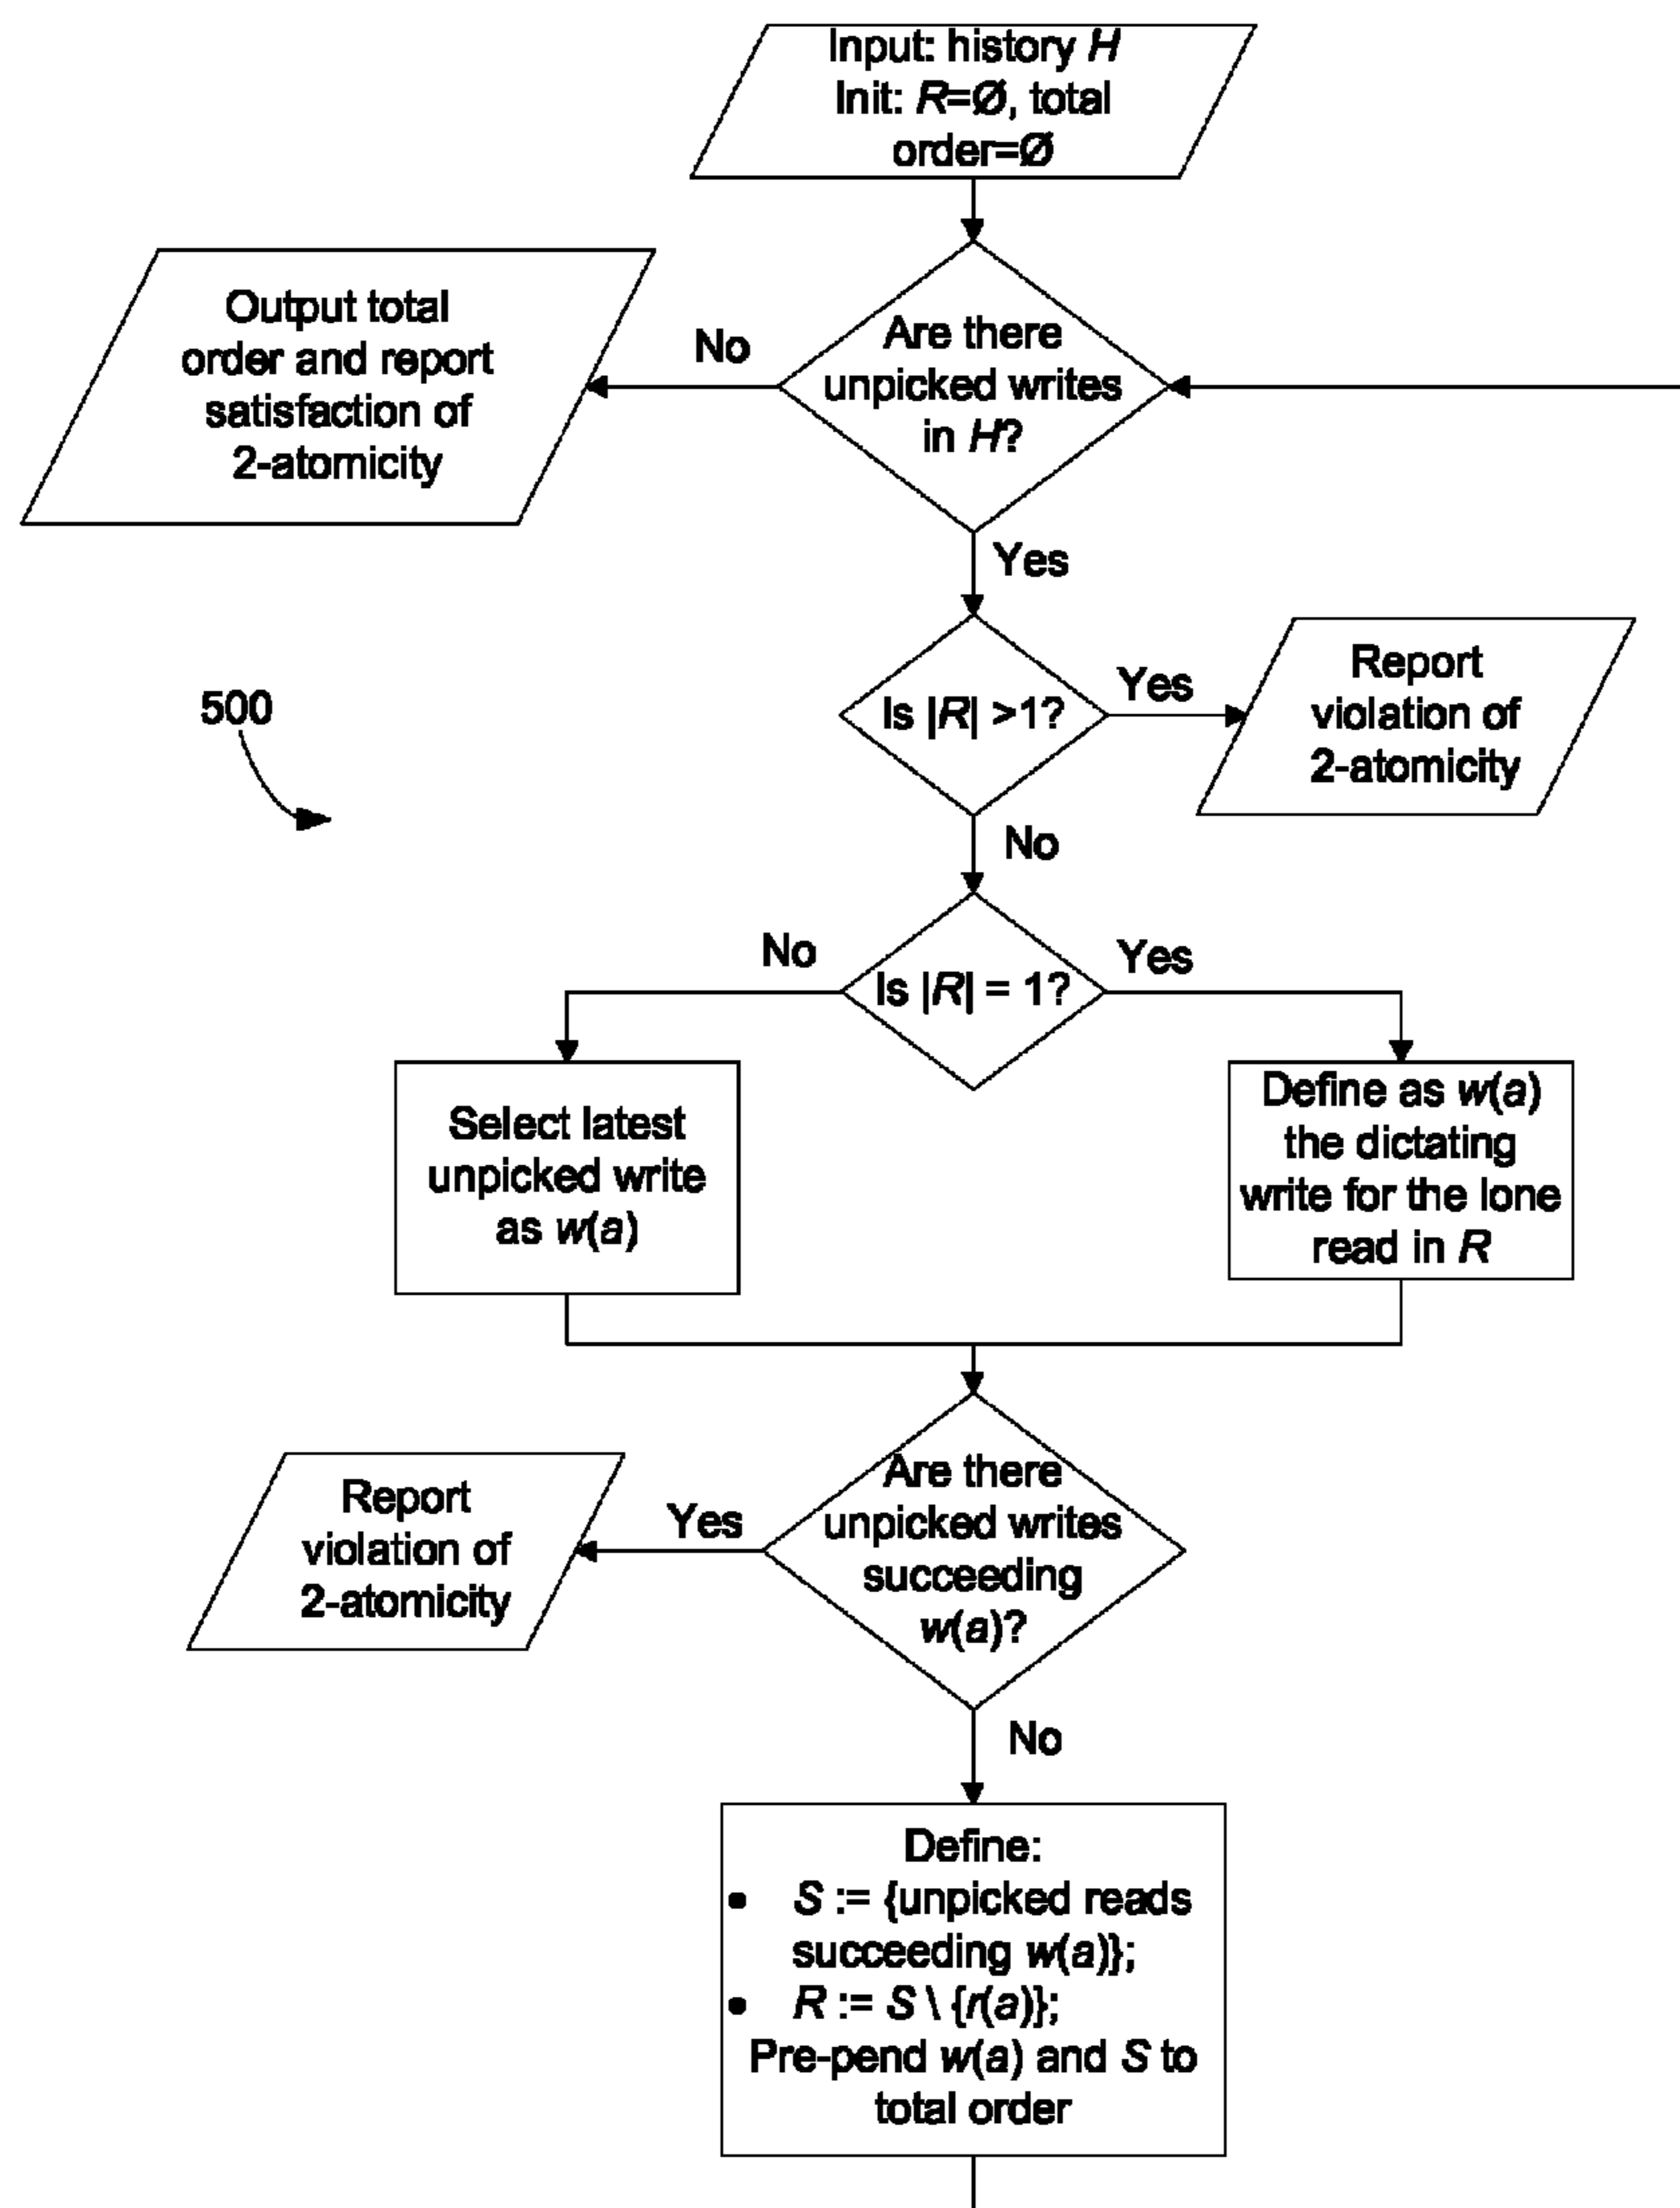 Input: history H
Init: R=Ø, total
order=Ø
Are there
unpicked writes
in H?
No
Output total
order and report
satisfaction of
2-atomicity
Yes
Is |R| >1?
Yes
Report
violation of
2-atomicity
500
No
Is |R| = 1?
No
Yes
Select latest
unpicked write
as w(a)
Define as w(a)
the dictating
write for the lone
read in R
Are there
unpicked writes
succeeding
w(a)?
Yes
Report
violation of
2-atomicity
No
Define:
• S := {unpicked reads
succeeding w(a)};
• R := S \ {r(a)};
Pre-pend w(a) and S to
total order